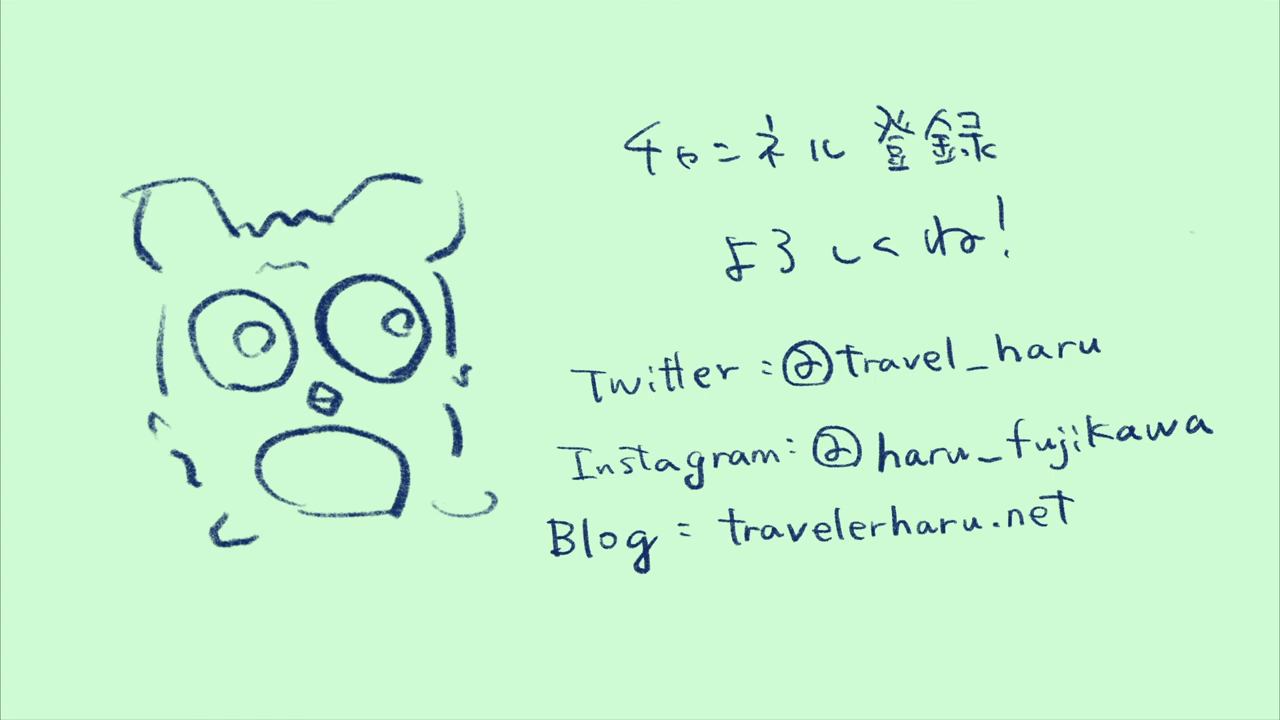 チャンネル登録
よろしくね!
Twitter:@travel_haru
Instagram:@haru_fujikawa
Blog:travelerharu.net